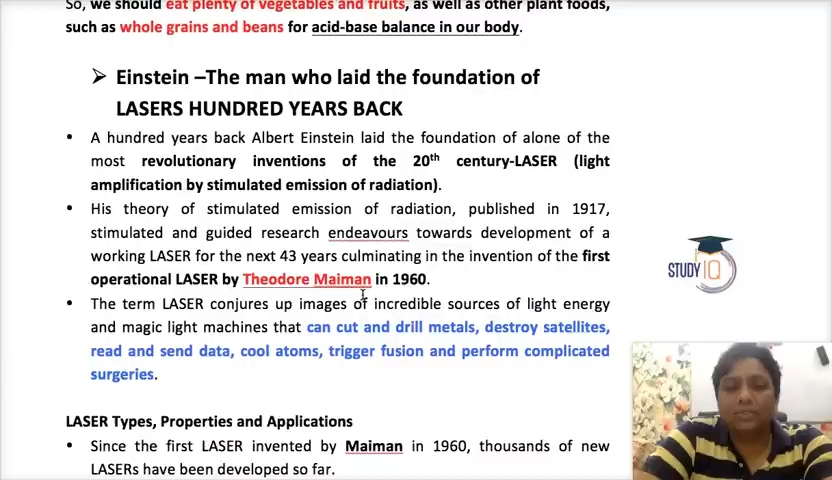 So, we should eat plenty of vegetables and fruits, as well as other plant foods,
such as whole grains and beans for acid-base balance in our body.
➤ Einstein –The man who laid the foundation of
LASERS HUNDRED YEARS BACK
• A hundred years back Albert Einstein laid the foundation of alone of the
most revolutionary inventions of the 20th century-LASER (light
amplification by stimulated emission of radiation).
• His theory of stimulated emission of radiation, published in 1917,
stimulated and guided research endeavours towards development of a
working LASER for the next 43 years culminating in the invention of the first
operational LASER by Theodore Maiman in 1960.
• The term LASER conjures up images of incredible sources of light energy
and magic light machines that can cut and drill metals, destroy satellites,
read and send data, cool atoms, trigger fusion and perform complicated
surgeries.
STUDY IQ
LASER Types, Properties and Applications
• Since the first LASER invented by Maiman in 1960, thousands of new
LASERs have been developed so far.